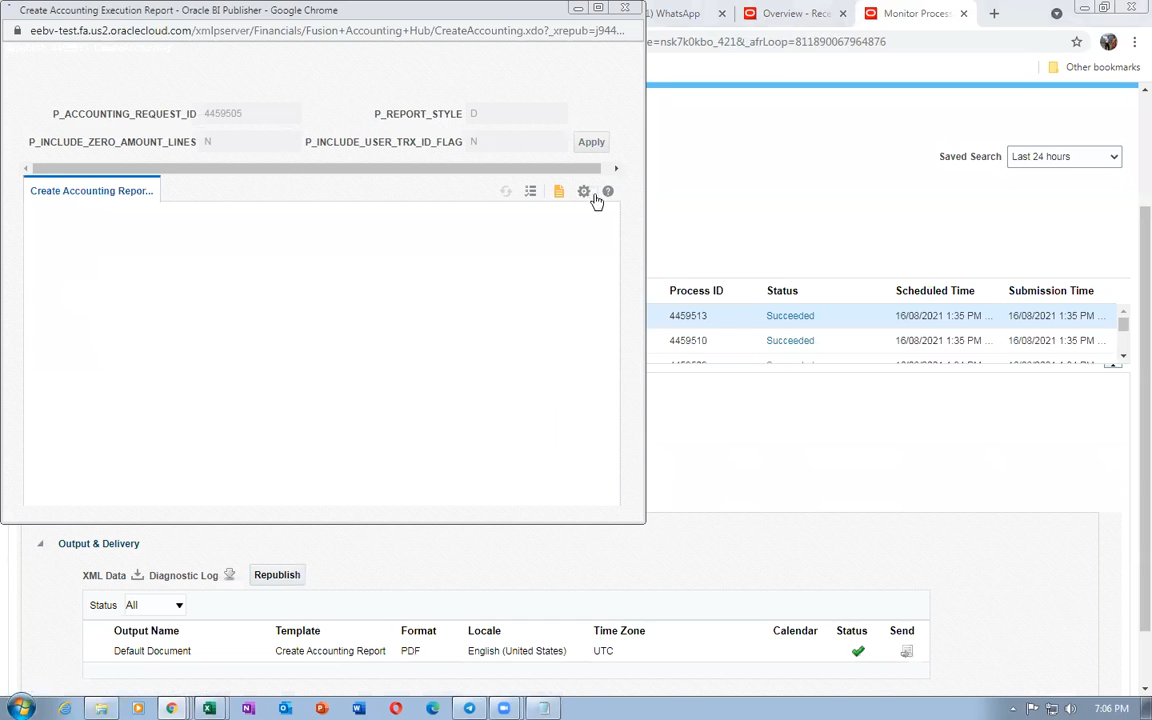 Create Accounting Execution Report - Oracle BI Publisher - Google Chrome
1) WhatsApp
Overview - Rece
Monitor Proces
eebv-test.fa.us2.oraclecloud.com/xmlpserver/Financials/Fusion+Accounting+Hub/CreateAccounting.xdo?_xrepub=j944...
e=nsk7k0kbo_421&_afrLoop=811890067964876
Other bookmarks
P_ACCOUNTING_REQUEST_ID 4459505 P_REPORT_STYLE D
P_INCLUDE_ZERO_AMOUNT_LINES N P_INCLUDE_USER_TRX_ID_FLAG N Apply
Saved Search Last 24 hours
Create Accounting Repor...
Process ID Status Scheduled Time Submission Time
4459513 Succeeded 16/08/2021 1:35 PM ... 16/08/2021 1:35 PM ...
4459510 Succeeded 16/08/2021 1:35 PM ... 16/08/2021 1:35 PM ...
Output & Delivery
XML Data Diagnostic Log Republish
Status All
Output Name Template Format Locale Time Zone Calendar Status Send
Default Document Create Accounting Report PDF English (United States) UTC
7:06 PM